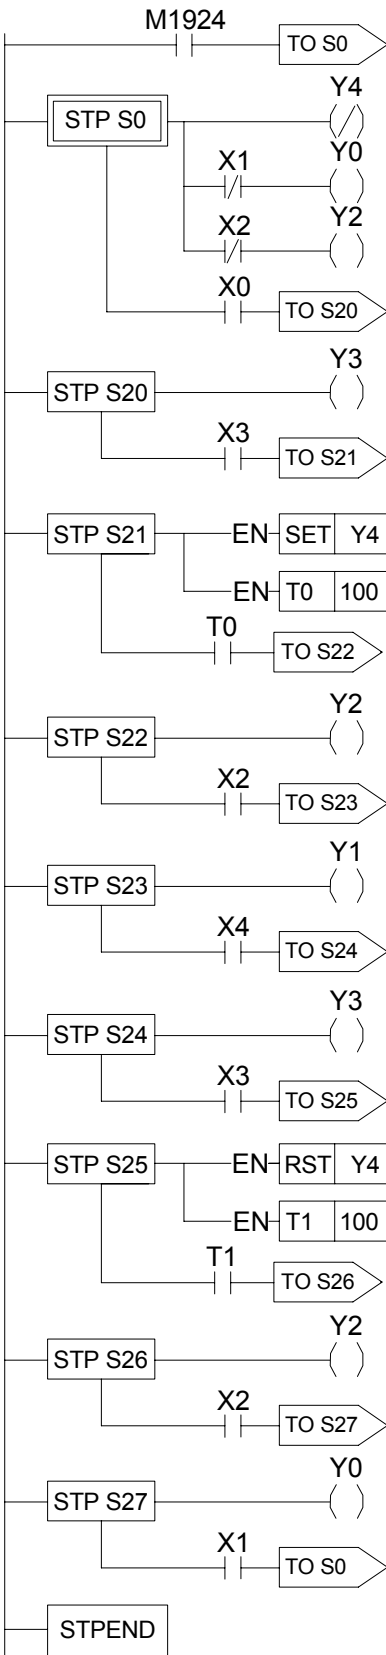 M1924
TO S0
STP S0
Y4
X1
Y0
X2
Y2
X0
TO S20
STP S20
Y3
X3
TO S21
STP S21
EN SET Y4
EN T0 100
T0
TO S22
STP S22
Y2
X2
TO S23
STP S23
Y1
X4
TO S24
STP S24
Y3
X3
TO S25
STP S25
EN RST Y4
EN T1 100
T1
TO S26
STP S26
Y2
X2
TO S27
STP S27
Y0
X1
TO S0
STPEND